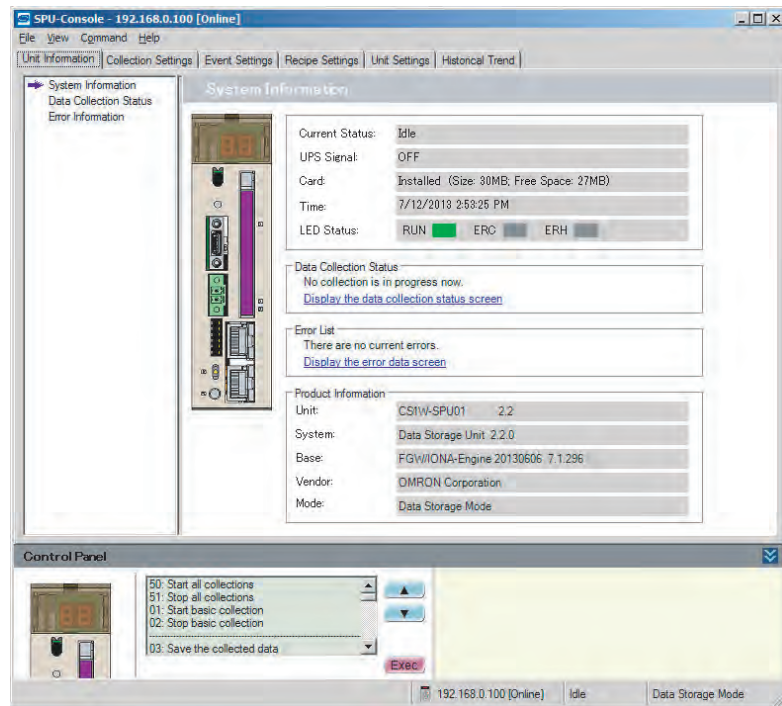 SPU-Console - 192.168.0.100 [Online]
File View Command Help
Unit Information Collection Settings Event Settings Recipe Settings Unit Settings Historical Trend
System Information
Data Collection Status
Error Information
System Information
Current Status: Idle
UPS Signal: OFF
Card: Installed (Size: 30MB; Free Space: 27MB)
Time: 7/12/2013 2:53:25 PM
LED Status: RUN ERC ERH
Data Collection Status
No collection is in progress now.
Display the data collection status screen
Error List
There are no current errors.
Display the error data screen
Product Information
Unit: CS1W-SPU01 2.2
System: Data Storage Unit 2.2.0
Base: FGW/IONA-Engine 20130606 7.1.296
Vendor: OMRON Corporation
Mode: Data Storage Mode
Control Panel
50: Start all collections
51: Stop all collections
01: Start basic collection
02: Stop basic collection
03: Save the collected data
Exec
192.168.0.100 [Online] Idle Data Storage Mode